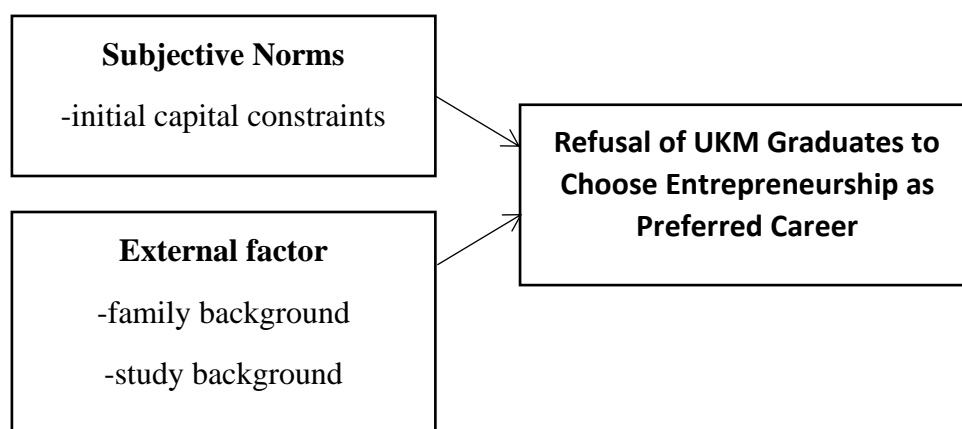 Subjective Norms
-initial capital constraints
External factor
-family background
-study background
Refusal of UKM Graduates to
Choose Entrepreneurship as
Preferred Career